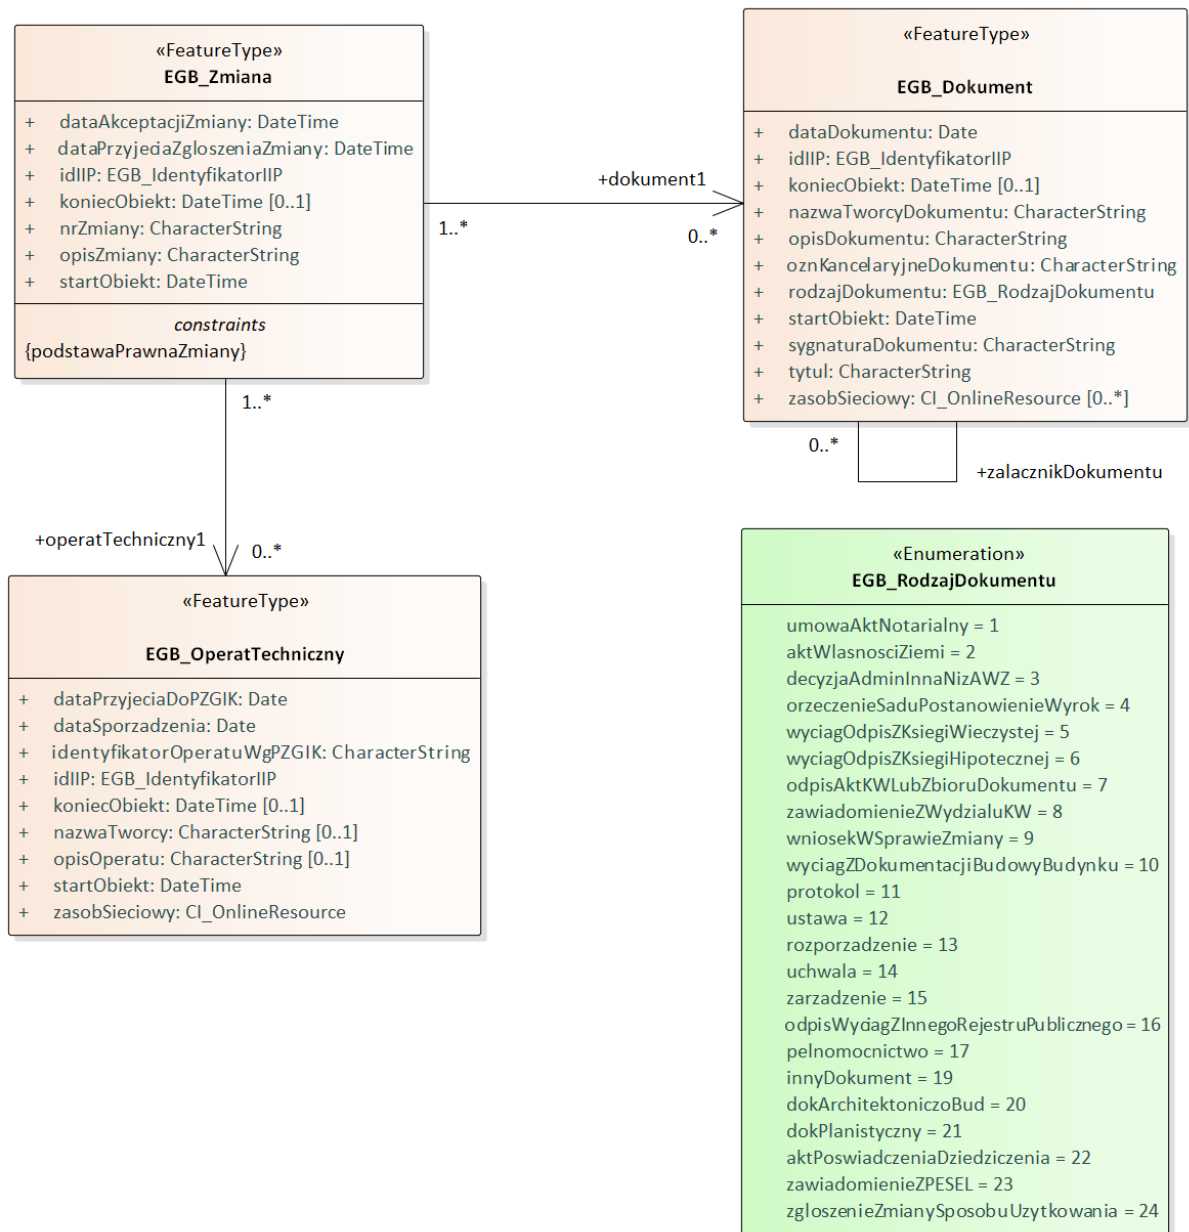 «FeatureType»
EGB_Zmiana
+ dataAkceptacjiZmiany: DateTime
+ dataPrzyjeciaZgloszeniaZmiany: DateTime
+ idIIP: EGB_IdentyfikatorIIP
+ koniecObiekt: DateTime [0..1]
+ nrZmiany: CharacterString
+ opisZmiany: CharacterString
+ startObiekt: DateTime
constraints
{podstawaPrawnaZmiany}
+dokument1
1..*
0..*
«FeatureType»
EGB_Dokument
+ dataDokumentu: Date
+ idIIP: EGB_IdentyfikatorIIP
+ koniecObiekt: DateTime [0..1]
+ nazwaTworcyDokumentu: CharacterString
+ opisDokumentu: CharacterString
+ oznKancelaryjneDokumentu: CharacterString
+ rodzajDokumentu: EGB_RodzajDokumentu
+ startObiekt: DateTime
+ sygnaturaDokumentu: CharacterString
+ tytul: CharacterString
+ zasobSieciowy: CI_OnlineResource [0..*]
0..*
+zalacznikDokumentu
1..*
+operatTechniczny1
0..*
«FeatureType»
EGB_OperatTechniczny
+ dataPrzyjeciaDoPZGIK: Date
+ dataSporzadzenia: Date
+ identyfikatorOperatuWgPZGIK: CharacterString
+ idIIP: EGB_IdentyfikatorIIP
+ koniecObiekt: DateTime [0..1]
+ nazwaTworcy: CharacterString [0..1]
+ opisOperatu: CharacterString [0..1]
+ startObiekt: DateTime
+ zasobSieciowy: CI_OnlineResource
«Enumeration»
EGB_RodzajDokumentu
umowaAktNotarialny = 1
aktWlasnosciZiemi = 2
decyzjaAdminInnaNizAWZ = 3
orzeczenieSaduPostanowienieWyrok = 4
wyciagOdpisZKsiegiWieczystej = 5
wyciagOdpisZKsiegiHipotecznej = 6
odpisAktKWLubZbioruDokumentu = 7
zawiadomienieZWydzialuKW = 8
wniosekWSprawieZmiany = 9
wyciagZDokumentacjiBudowyBudynku = 10
protokol = 11
ustawa = 12
rozporzadzenie = 13
uchwala = 14
zarzadzenie = 15
odpisWyciagZInnegoRejestruPublicznego = 16
pelnomocnictwo = 17
innyDokument = 19
dokArchitektoniczoBud = 20
dokPlanistyczny = 21
aktPoswiadczeniaDziedziczenia = 22
zawiadomienieZPESEL = 23
zgloszenieZmianySposobuUzytkowania = 24